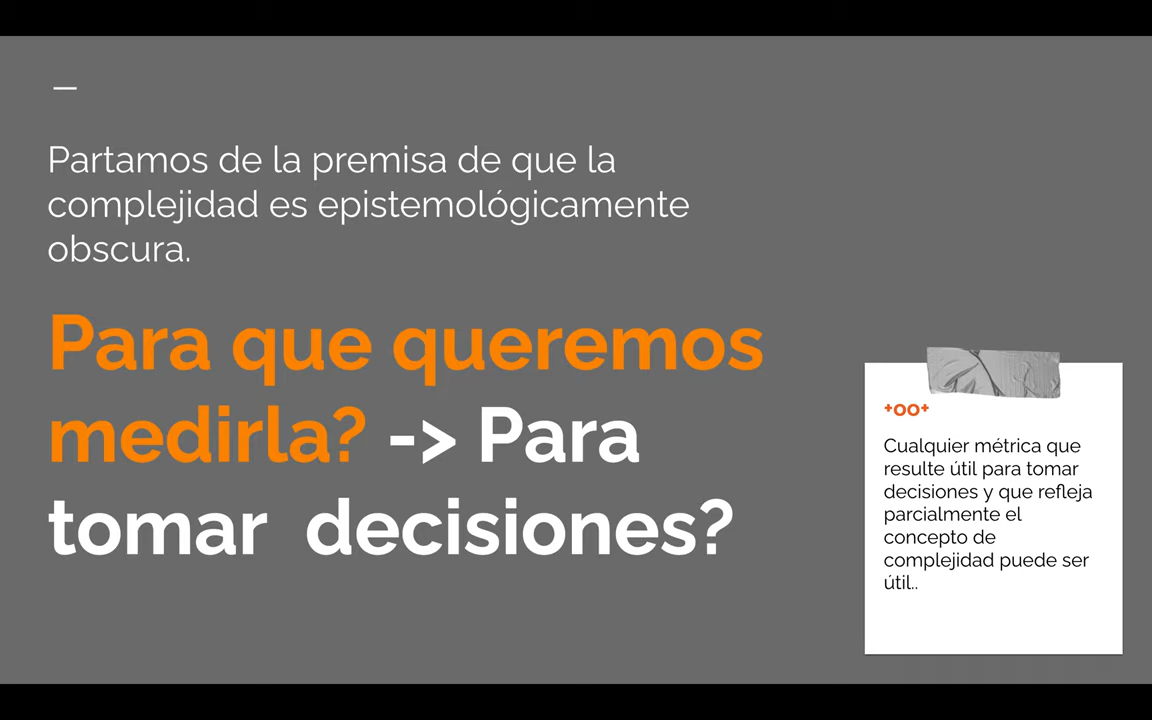 —
Partamos de la premisa de que la
complejidad es epistemológicamente
obscura.
Para que queremos
medirla? -> Para
tomar decisiones?
+oo+
Cualquier métrica que
resulte útil para tomar
decisiones y que refleja
parcialmente el
concepto de
complejidad puede ser
útil..